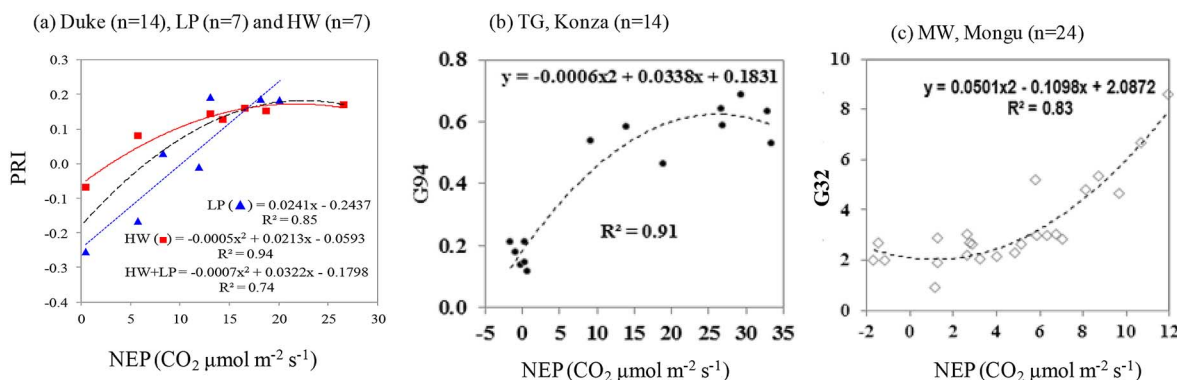 (a) Duke (n=14), LP (n=7) and HW (n=7)
0.3
0.2
0.1
0.0
-0.1
-0.2
-0.3
-0.4
PRI
LP (▲) = 0.0241x - 0.2437
R² = 0.85
HW (■) = -0.0005x² + 0.0213x - 0.0593
R² = 0.94
HW+LP = -0.0007x² + 0.0322x - 0.1798
R² = 0.74
0 5 10 15 20 25 30
NEP (CO₂ μmol m⁻² s⁻¹)
(b) TG, Konza (n=14)
0.8
0.6
0.4
0.2
0.0
G94
y = -0.0006x2 + 0.0338x + 0.1831
R² = 0.91
-5 0 5 10 15 20 25 30 35
NEP (CO₂ μmol m⁻² s⁻¹)
(c) MW, Mongu (n=24)
10
8
6
4
2
0
G32
y = 0.0501x2 - 0.1098x + 2.0872
R² = 0.83
-2 0 2 4 6 8 10 12
NEP (CO₂ μmol m⁻² s⁻¹)